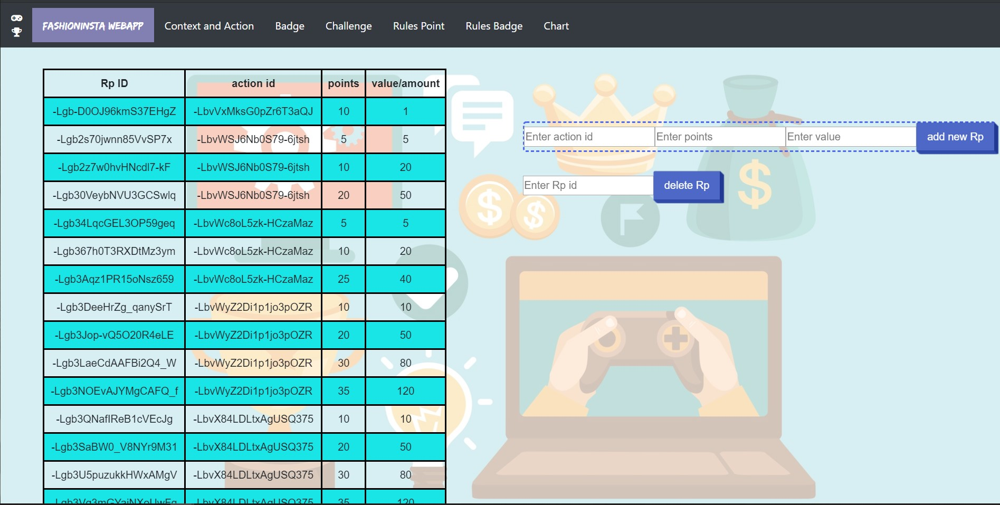 FASHIONINSTA WEBAPP Context and Action Badge Challenge Rules Point Rules Badge Chart
Rp ID action id points value/amount
-Lgb-D0OJ96kmS37EHgZ -LbvVxMksG0pZr6T3aQJ 10 1
-Lgb2s70jwnn85VvSP7x -LbvWSJ6Nb0S79-6jtsh 5 5
-Lgb2z7w0hvHNcdl7-kF -LbvWSJ6Nb0S79-6jtsh 10 20
-Lgb30VeybNVU3GCSwlq -LbvWSJ6Nb0S79-6jtsh 20 50
-Lgb34LqcGEL3OP59geq -LbvWc8oL5zk-HCzaMaz 5 5
-Lgb367h0T3RXDtMz3ym -LbvWc8oL5zk-HCzaMaz 10 20
-Lgb3Aqz1PR15oNsz659 -LbvWc8oL5zk-HCzaMaz 25 40
-Lgb3DeeHrZg_qanySrT -LbvWyZ2Di1p1jo3pOZR 10 10
-Lgb3Jop-vQ5O20R4eLE -LbvWyZ2Di1p1jo3pOZR 20 50
-Lgb3LaeCdAAFBi2Q4_W -LbvWyZ2Di1p1jo3pOZR 30 80
-Lgb3NOEvAJYMgCAFQ_f -LbvWyZ2Di1p1jo3pOZR 35 120
-Lgb3QNaflReB1cVEcJg -LbvX84LDLtxAgUSQ375 10 10
-Lgb3SaBW0_V8NYr9M31 -LbvX84LDLtxAgUSQ375 20 50
-Lgb3U5puzukkHWxAMgV -LbvX84LDLtxAgUSQ375 30 80
-LbvX84LDLtxAgUSQ375 35 120
Enter action id Enter points Enter value add new Rp
Enter Rp id delete Rp
$ $ $